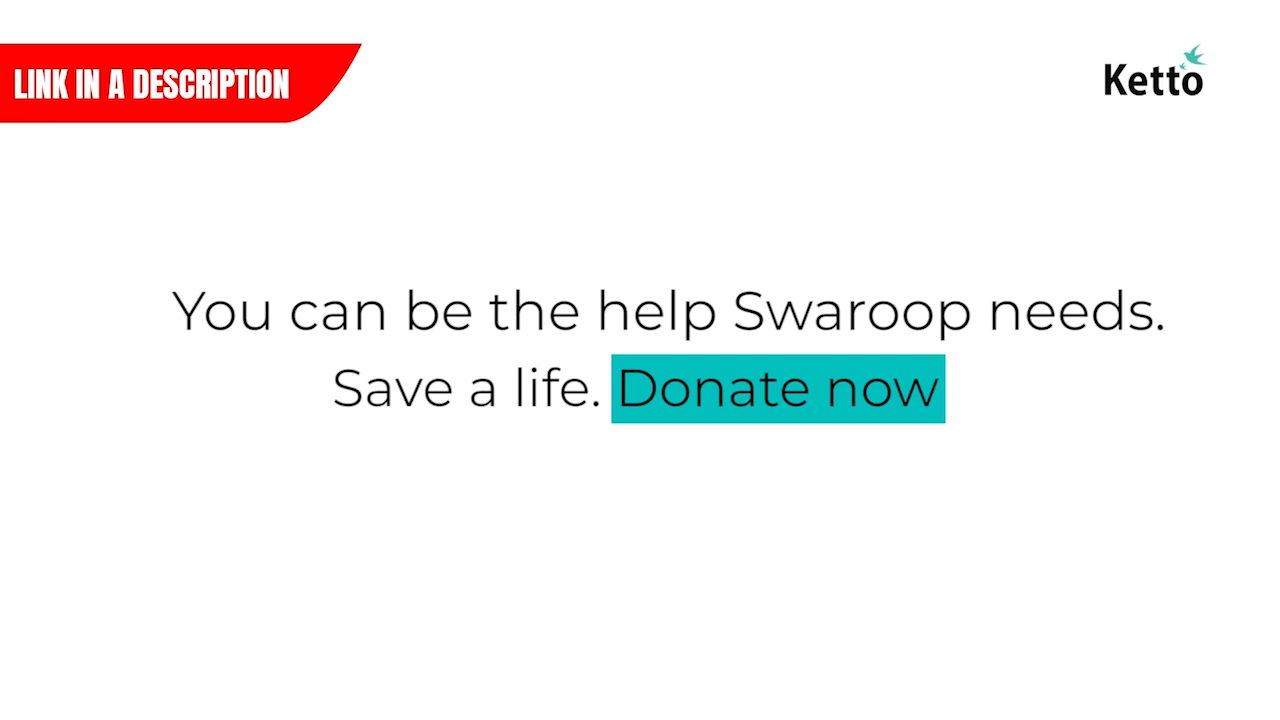 LINK IN A DESCRIPTION
Ketto
You can be the help Swaroop needs.
Save a life. Donate now